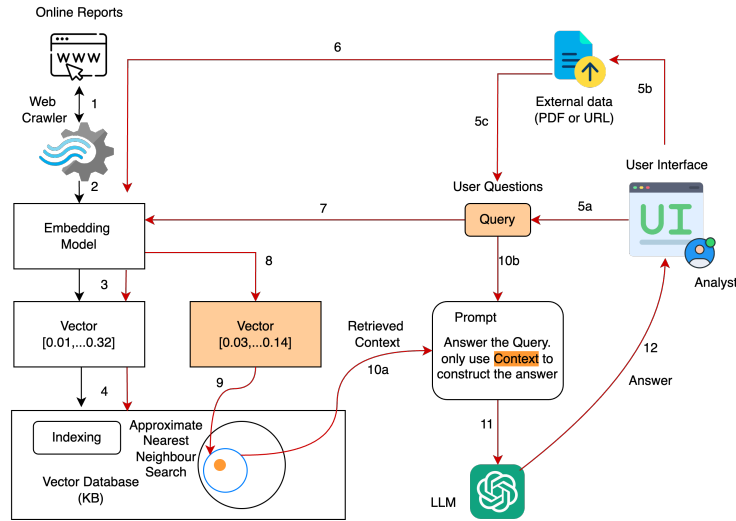 Online Reports
WWW
1
Web
Crawler
2
Embedding
Model
3
Vector
[0.01,...0.32]
4
Indexing
Vector Database
(KB)
6
External data
(PDF or URL)
5b
5c
User Interface
User Questions
Query
5a
UI
Analyst
7
8
Vector
[0.03,...0.14]
9
Approximate
Nearest
Neighbour
Search
Retrieved
Context
10a
10b
Prompt
Answer the Query.
only use Context to
construct the answer
11
LLM
12
Answer